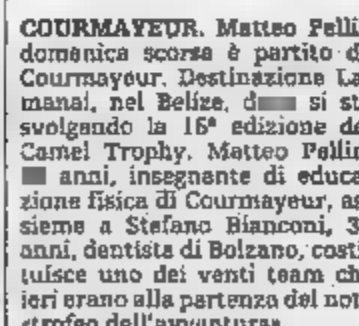 COURMAYEUR. Matteo Pelli
domenica scorsa è partito d
Courmayeur. Destinazione La
manai, nel Belize, d si st
svolgendo la 16ª edizione de
Camel Trophy. Matteo Pellin
anni, insegnante di educa
zione fisica di Courmayeur, as
sieme a Stefano Bianconi, 3
anni, dentista di Bolzano, costi
tuisce uno dei venti team ch
ieri erano alla partenza del nou
«trofeo dell'avventura»